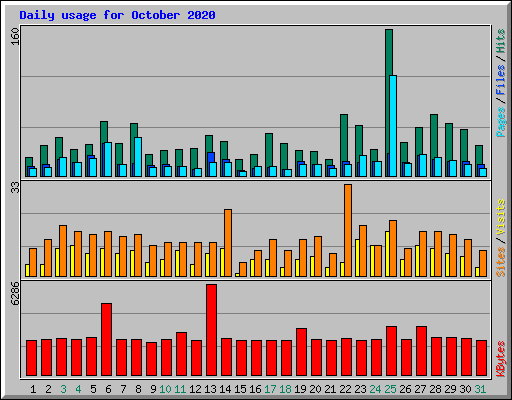 Daily usage for October 2020
160
Pages / Files / Hits
33
Sites / Visits
6286
KBytes
1 2 3 4 5 6 7 8 9 10 11 12 13 14 15 16 17 18 19 20 21 22 23 24 25 26 27 28 29 30 31